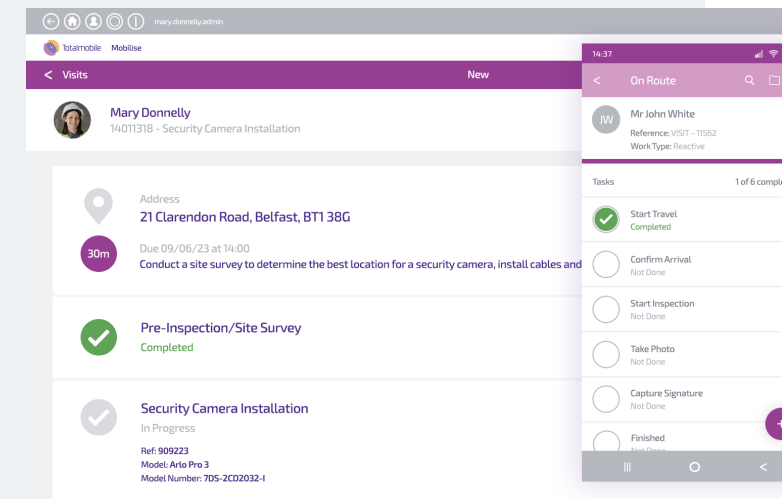 mary.donnelly.admin
Totalmobile Mobilise
< Visits
New
Mary Donnelly
14011318 - Security Camera Installation
Address
21 Clarendon Road, Belfast, BT1 38G
30m
Due 09/06/23 at 14:00
Conduct a site survey to determine the best location for a security camera, install cables and
Pre-Inspection/Site Survey
Completed
Security Camera Installation
In Progress
Ref: 909223
Model: Arlo Pro 3
Model Number: 7DS-2CD2032-I
14:37
< On Route
JW
Mr John White
Reference: VISIT - 11562
Work Type: Reactive
Tasks
1 of 6 comple
Start Travel
Completed
Confirm Arrival
Not Done
Start Inspection
Not Done
Take Photo
Not Done
Capture Signature
Not Done
Finished
Not Done